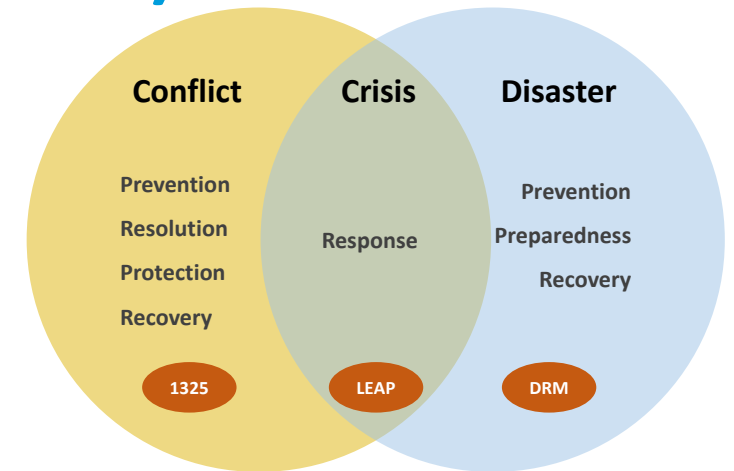 Conflict
Crisis
Disaster
Prevention
Resolution
Protection
Recovery
Response
Prevention
Preparedness
Recovery
1325
LEAP
DRM